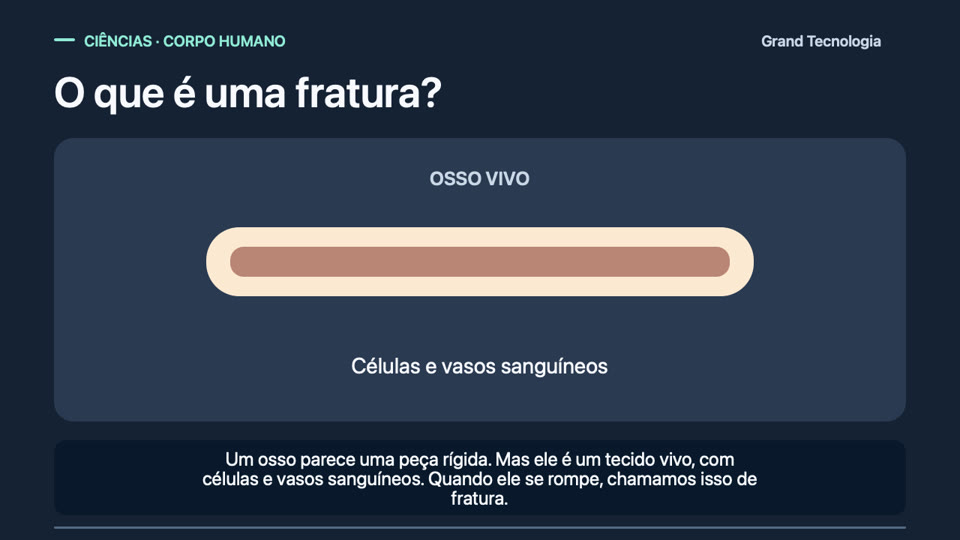 CIÊNCIAS · CORPO HUMANO
Grand Tecnologia
O que é uma fratura?
OSSO VIVO
Células e vasos sanguíneos
Um osso parece uma peça rígida. Mas ele é um tecido vivo, com
células e vasos sanguíneos. Quando ele se rompe, chamamos isso de
fratura.